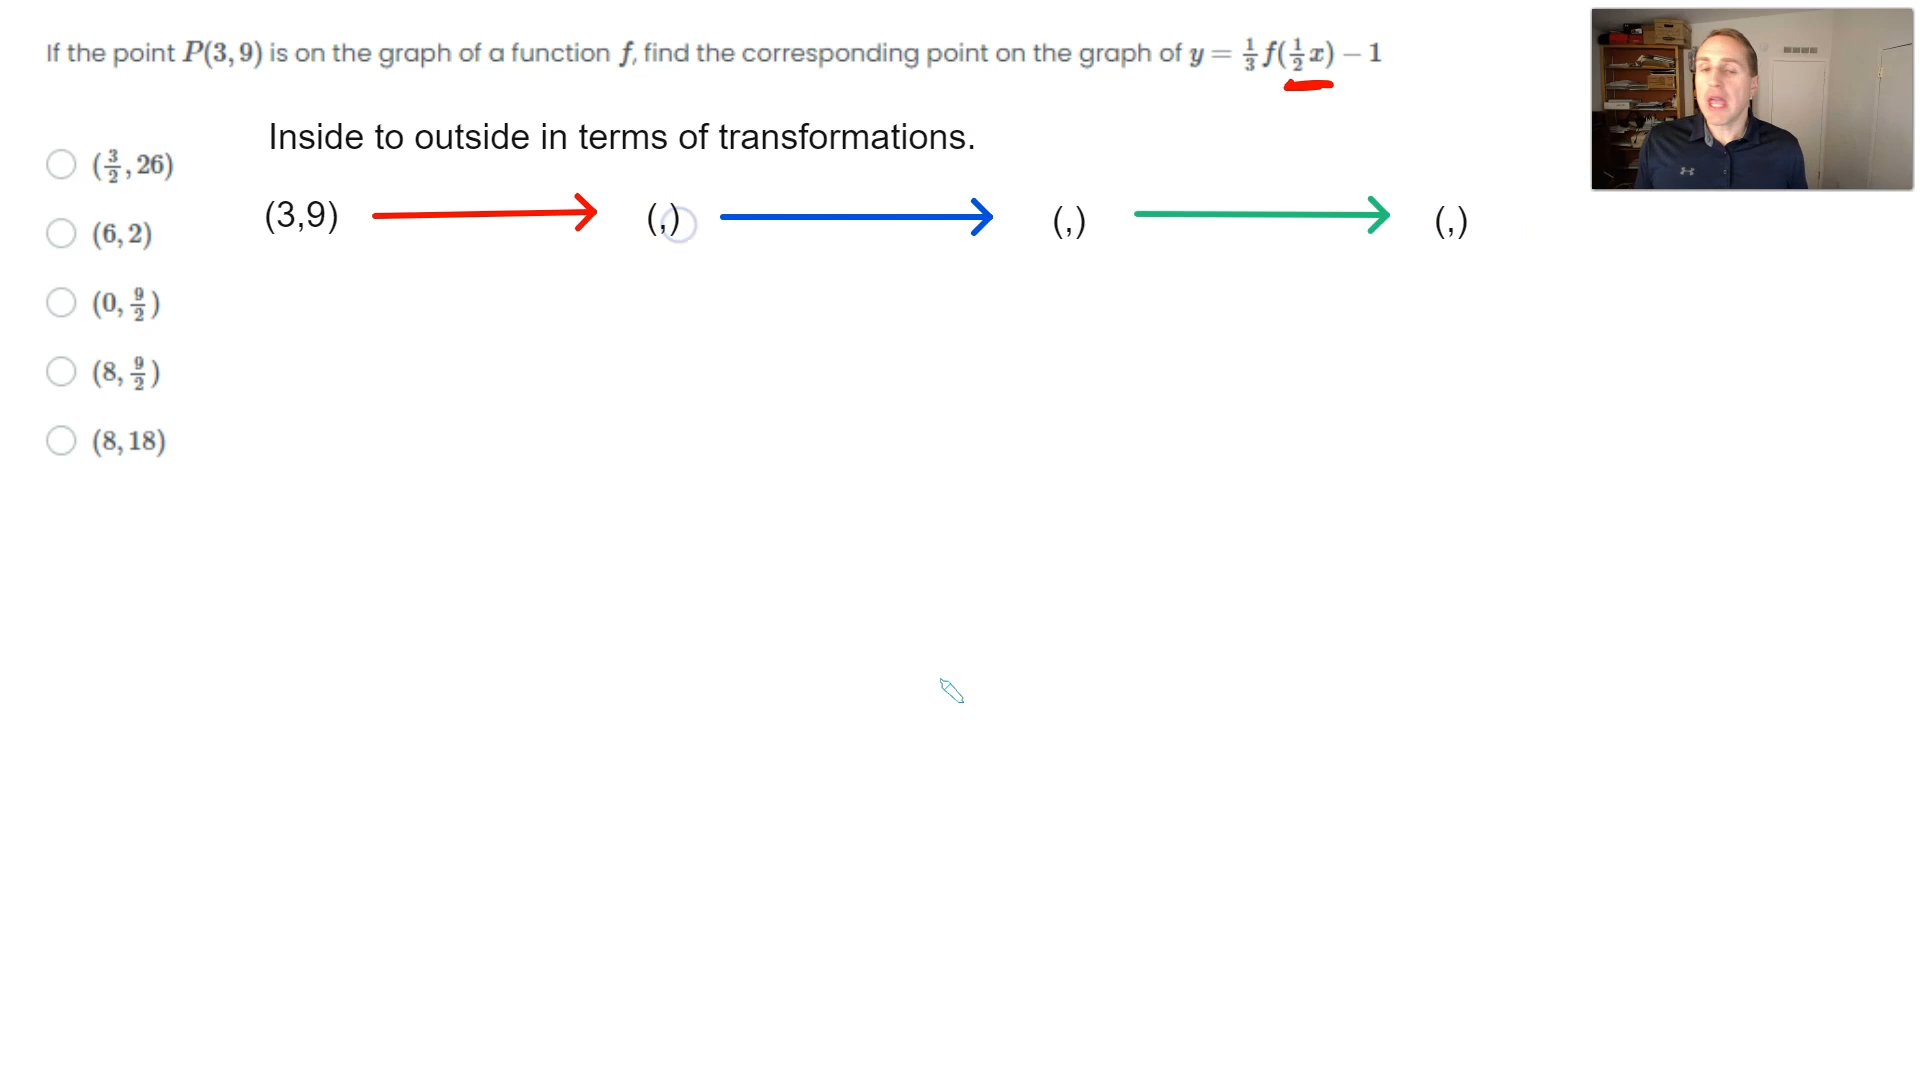 If the point P(3, 9) is on the graph of a function f, find the corresponding point on the graph of y = 1/3 f(1/2 x) − 1
Inside to outside in terms of transformations.
(3/2, 26)
(3,9) (,) (,) (,)
(6, 2)
(0, 9/2)
(8, 9/2)
(8, 18)